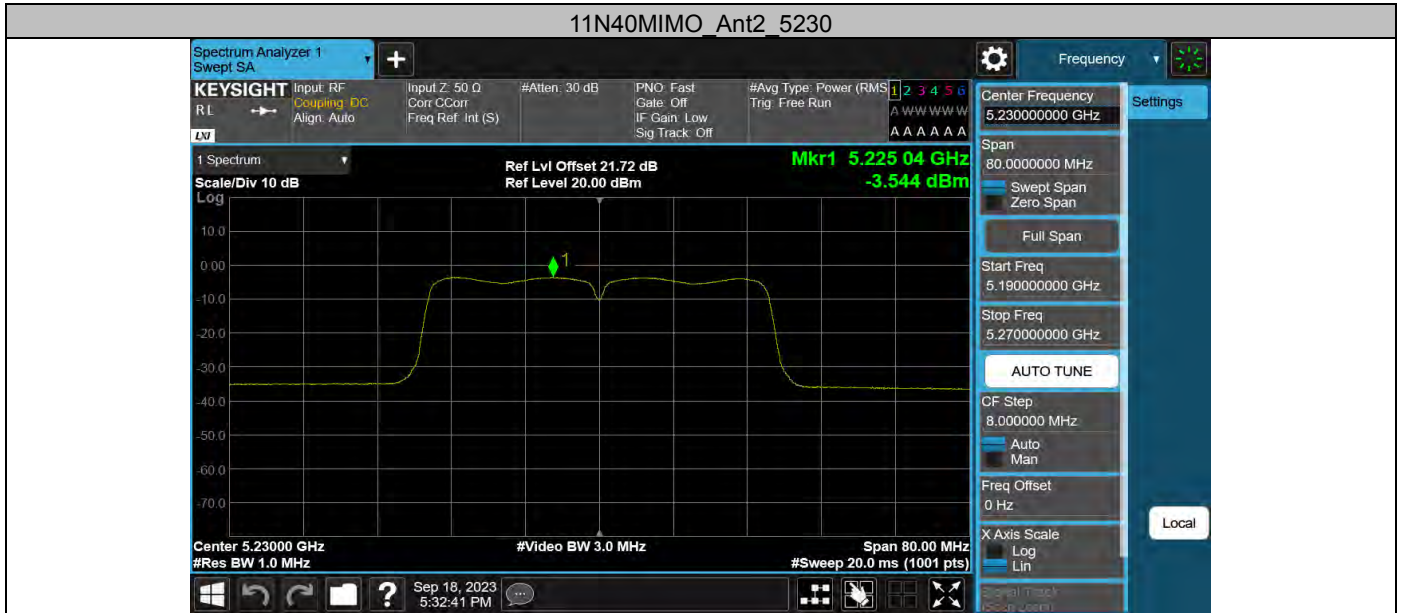 11N40MIMO_Ant2_5230
Spectrum Analyzer 1
Swept SA
Frequency
KEYSIGHT
R L
LXI
Input: RF
Coupling: DC
Align: Auto
Input Z: 50 Ω
Corr CCorr
Freq Ref: Int (S)
#Atten: 30 dB
PNO: Fast
Gate: Off
IF Gain: Low
Sig Track: Off
#Avg Type: Power (RMS
Trig: Free Run
1 2 3 4 5 6
A W W W W W
A A A A A A
Settings
Center Frequency
5.230000000 GHz
Span
80.0000000 MHz
Swept Span
Zero Span
Full Span
Start Freq
5.190000000 GHz
Stop Freq
5.270000000 GHz
AUTO TUNE
CF Step
8.000000 MHz
Auto
Man
Freq Offset
0 Hz
X Axis Scale
Log
Lin
Signal Track
(Span Zoom)
Local
1 Spectrum
Scale/Div 10 dB
Log
Ref Lvl Offset 21.72 dB
Ref Level 20.00 dBm
Mkr1 5.225 04 GHz
-3.544 dBm
10.0
0.00
-10.0
-20.0
-30.0
-40.0
-50.0
-60.0
-70.0
1
Center 5.23000 GHz
#Res BW 1.0 MHz
#Video BW 3.0 MHz
Span 80.00 MHz
#Sweep 20.0 ms (1001 pts)
?
Sep 18, 2023
5:32:41 PM